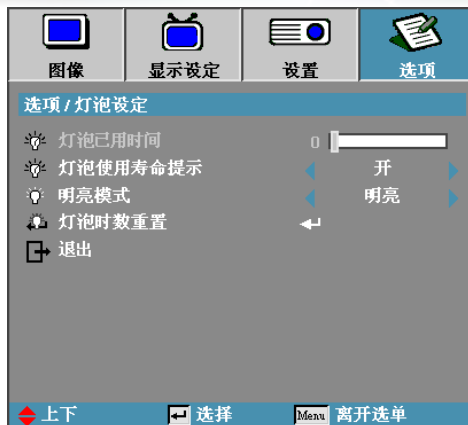 图像 显示设定 设置 选项
选项 / 灯泡设定
灯泡已用时间 0
灯泡使用寿命提示 开
明亮模式 明亮
灯泡时数重置
退出
上下 选择 Menu 离开选单